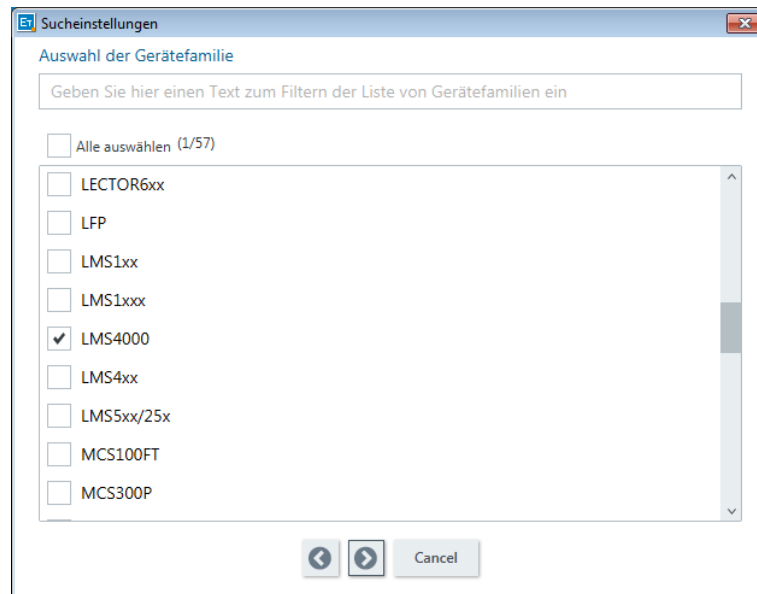 ET Sucheinstellungen
Auswahl der Gerätefamilie
Geben Sie hier einen Text zum Filtern der Liste von Gerätefamilien ein
Alle auswählen (1/57)
LECTOR6xx
LFP
LMS1xx
LMS1xxx
LMS4000
LMS4xx
LMS5xx/25x
MCS100FT
MCS300P
Cancel